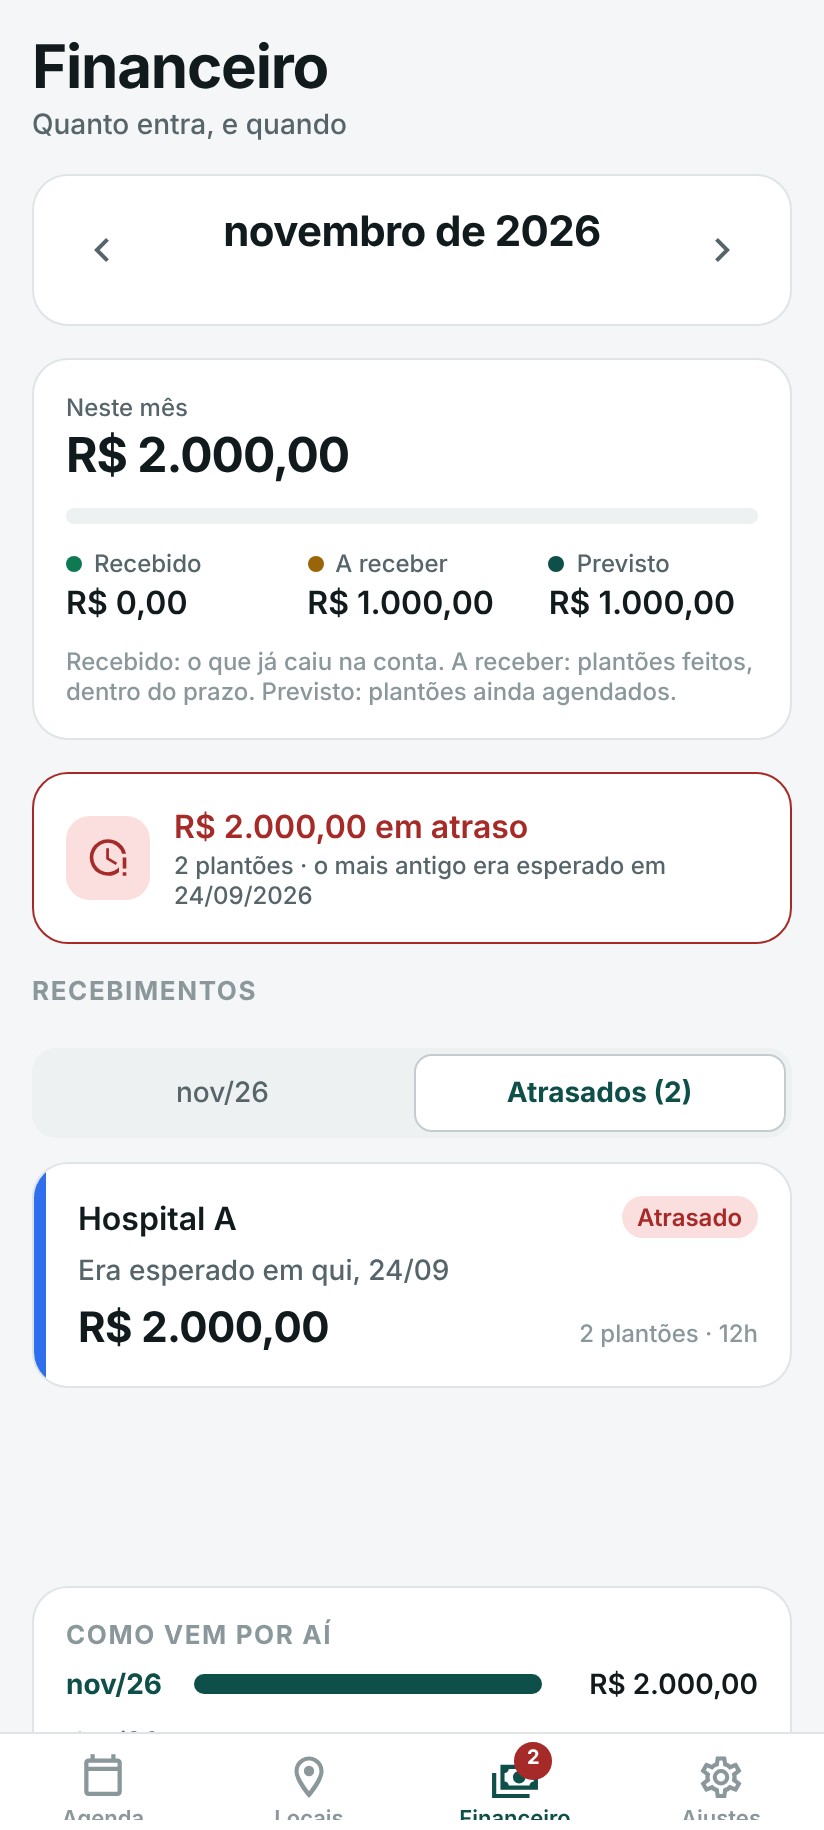 Financeiro
Quanto entra, e quando
novembro de 2026
Neste mês
R$ 2.000,00
Recebido
A receber
Previsto
R$ 0,00
R$ 1.000,00
R$ 1.000,00
Recebido: o que já caiu na conta. A receber: plantões feitos,
dentro do prazo. Previsto: plantões ainda agendados.
R$ 2.000,00 em atraso
2 plantões · o mais antigo era esperado em
24/09/2026
RECEBIMENTOS
nov/26
Atrasados (2)
Hospital A
Atrasado
Era esperado em qui, 24/09
R$ 2.000,00
2 plantões · 12h
COMO VEM POR AÍ
nov/26
R$ 2.000,00
2
Agenda
Locais
Financeiro
Ajustes